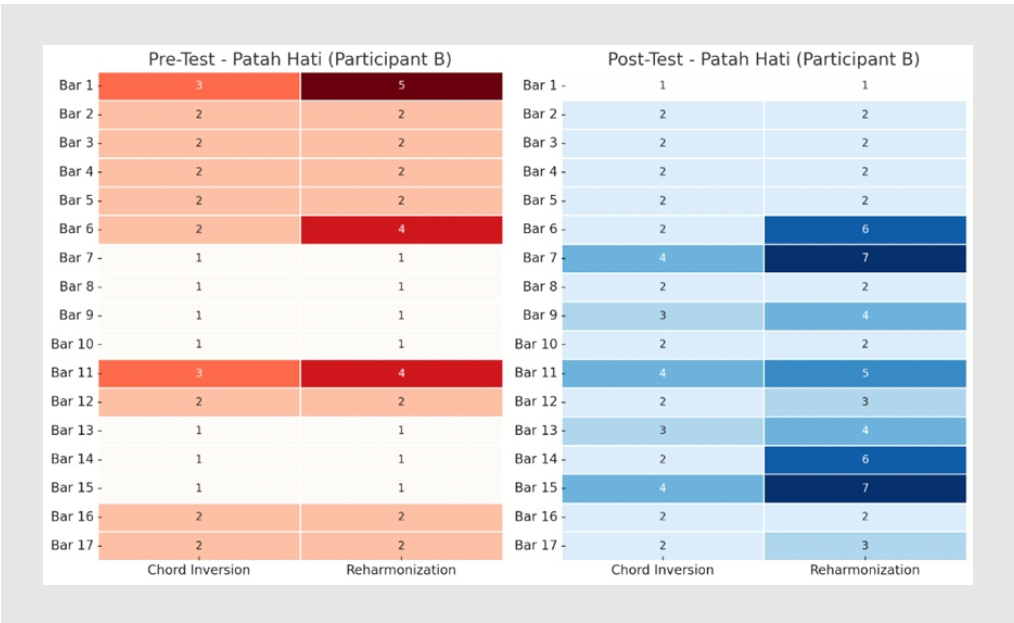 Pre-Test - Patah Hati (Participant B)
Bar 1 - 3 5
Bar 2 - 2 2
Bar 3 - 2 2
Bar 4 - 2 2
Bar 5 - 2 2
Bar 6 - 2 4
Bar 7 - 1 1
Bar 8 - 1 1
Bar 9 - 1 1
Bar 10 - 1 1
Bar 11 - 3 4
Bar 12 - 2 2
Bar 13 - 1 1
Bar 14 - 1 1
Bar 15 - 1 1
Bar 16 - 2 2
Bar 17 - 2 2
Chord Inversion Reharmonization
Post-Test - Patah Hati (Participant B)
Bar 1 - 1 1
Bar 2 - 2 2
Bar 3 - 2 2
Bar 4 - 2 2
Bar 5 - 2 2
Bar 6 - 2 6
Bar 7 - 4 7
Bar 8 - 2 2
Bar 9 - 3 4
Bar 10 - 2 2
Bar 11 - 4 5
Bar 12 - 2 3
Bar 13 - 3 4
Bar 14 - 2 6
Bar 15 - 4 7
Bar 16 - 2 2
Bar 17 - 2 3
Chord Inversion Reharmonization